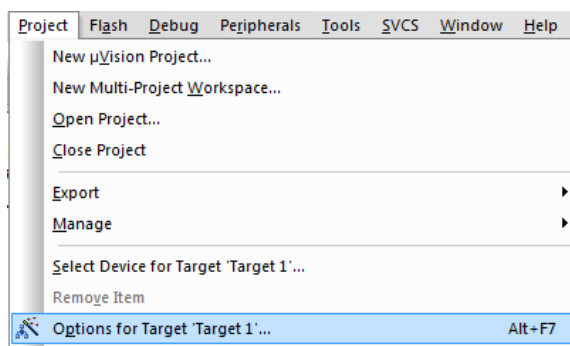 Project Flash Debug Peripherals Tools SVCS Window Help
New µVision Project...
New Multi-Project Workspace...
Open Project...
Close Project
Export
Manage
Select Device for Target 'Target 1'...
Remove Item
Options for Target 'Target 1'... Alt+F7